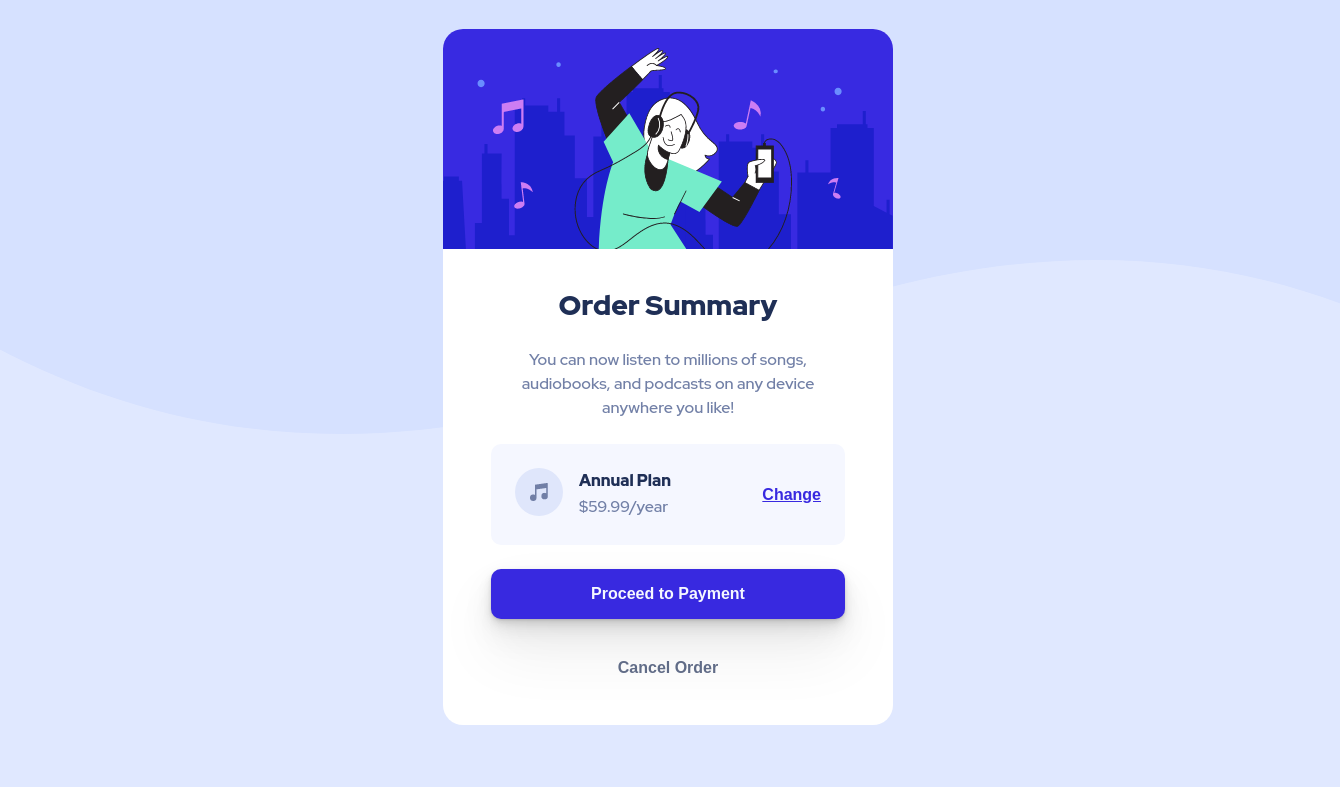 Order Summary
You can now listen to millions of songs,
audiobooks, and podcasts on any device
anywhere you like!
Annual Plan
$59.99/year
Change
Proceed to Payment
Cancel Order